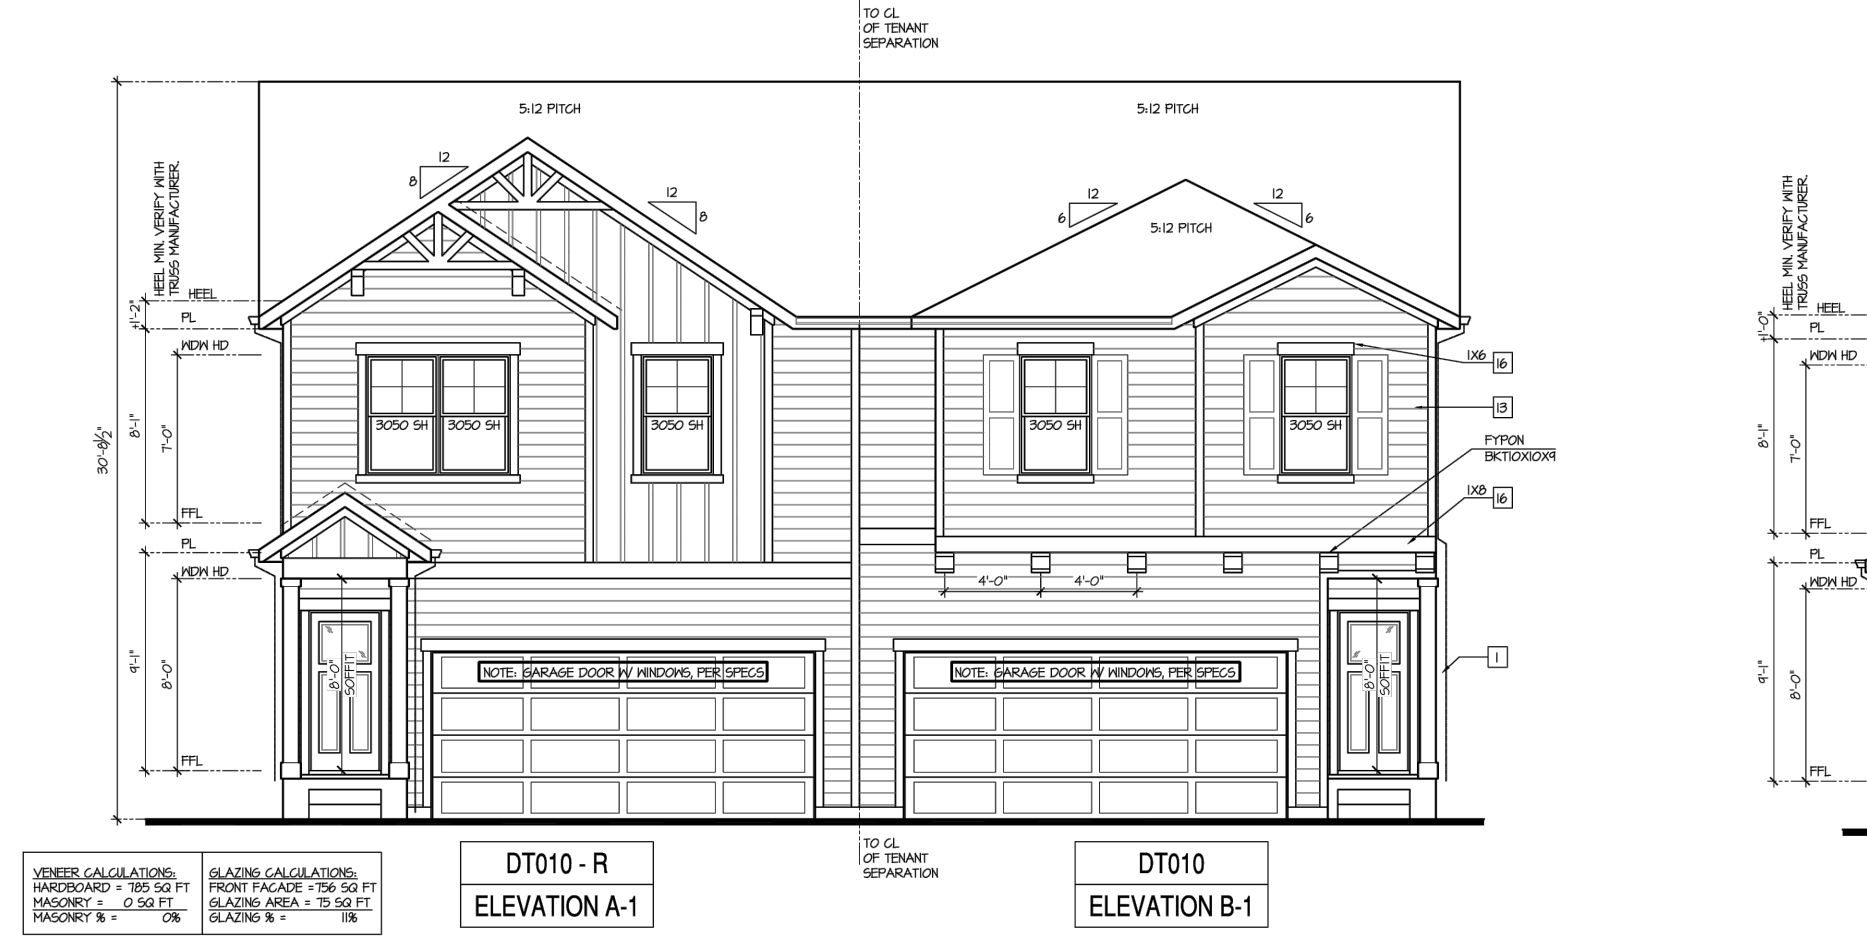 TO CL
OF TENANT
SEPARATION
5:12 PITCH
5:12 PITCH
12
8
12
8
12
6
12
6
5:12 PITCH
HEEL MIN. VERIFY WITH
TRUSS MANUFACTURER.
HEEL
PL
WDW HD
FFL
PL
WDW HD
FFL
±1'-2"
8'-1"
7'-0"
30'-8½"
9'-1"
8'-0"
3050 SH
3050 SH
3050 SH
3050 SH
3050 SH
1X6
16
13
FYPON
BKT10X10X9
1X8
16
4'-0"
4'-0"
8'-0"
SOFFIT
NOTE: GARAGE DOOR W/ WINDOWS, PER SPECS
NOTE: GARAGE DOOR W/ WINDOWS, PER SPECS
8'-0"
SOFFIT
1
HEEL MIN. VERIFY WITH
TRUSS MANUFACTURER.
HEEL
PL
WDW HD
FFL
PL
WDW HD
FFL
±1'-0"
8'-1"
7'-0"
9'-1"
8'-0"
TO CL
OF TENANT
SEPARATION
VENEER CALCULATIONS:
HARDBOARD = 785 SQ FT
MASONRY = 0 SQ FT
MASONRY % = 0%
GLAZING CALCULATIONS:
FRONT FACADE =756 SQ FT
GLAZING AREA = 75 SQ FT
GLAZING % = 11%
DT010 - R
ELEVATION A-1
DT010
ELEVATION B-1